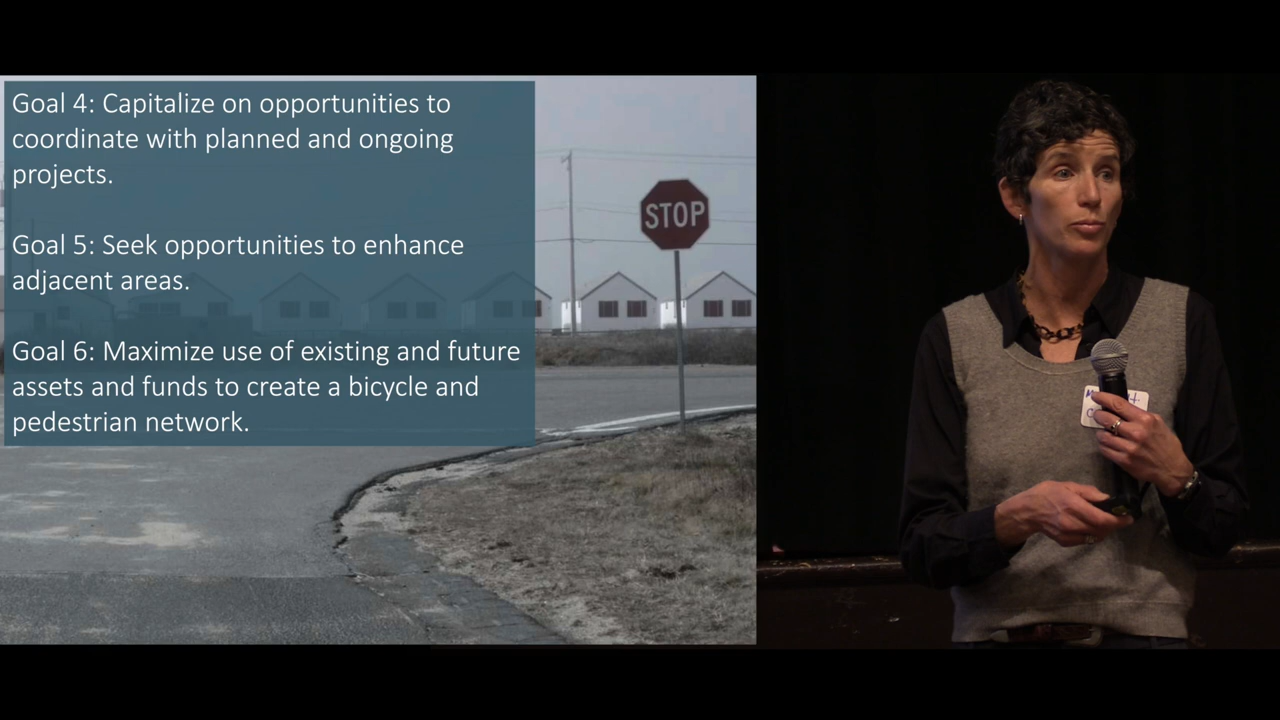 Goal 4: Capitalize on opportunities to
coordinate with planned and ongoing
projects.
Goal 5: Seek opportunities to enhance
adjacent areas.
Goal 6: Maximize use of existing and future
assets and funds to create a bicycle and
pedestrian network.
STOP